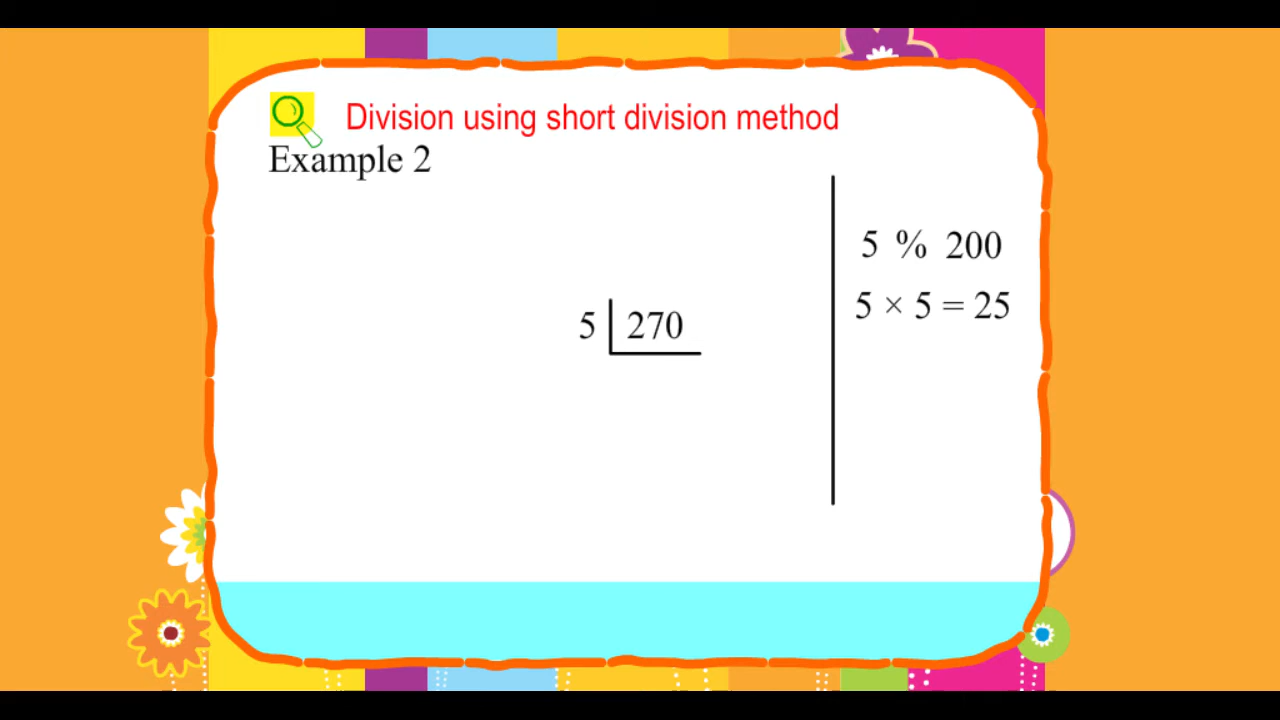 Division using short division method
Example 2
5 270
5 % 200
5 × 5 = 25